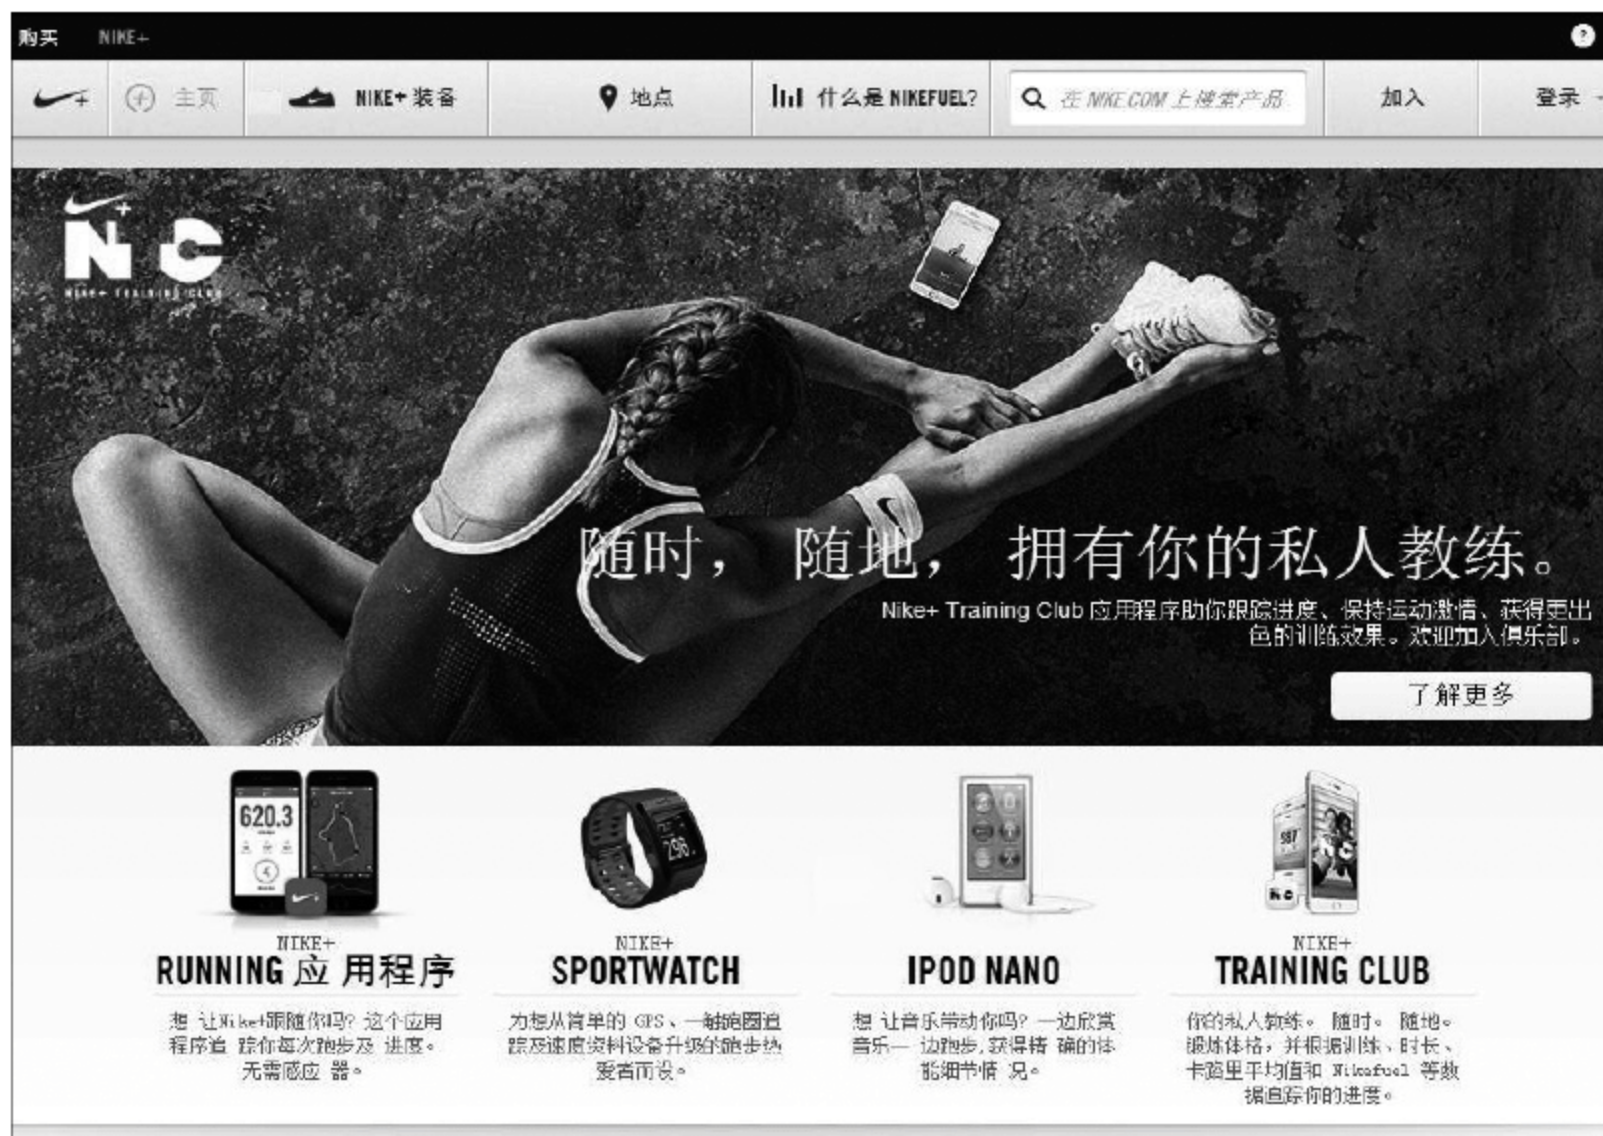 购买 NIKE+ ?
主页 NIKE+ 装备 地点 什么是 NIKEFUEL? 在 NIKE.COM 上搜索产品 加入 登录
N+C
NIKE+ TRAINING CLUB
随时， 随地， 拥有你的私人教练。
Nike+ Training Club 应用程序助你跟踪进度、保持运动激情、获得更出
色的训练效果。欢迎加入俱乐部。
了解更多
620.3
296
NIKE+
RUNNING 应 用程序
想 让Nike+跟随你吗? 这个应用
程序追 踪你每次跑步及 进度。
无需感应 器。
NIKE+
SPORTWATCH
为想从简单的 GPS、一触跑圈追
踪及速度资料设备升级的跑步热
爱者而设。
IPOD NANO
想 让音乐带动你吗? 一边欣赏
音乐一 边跑步,获得精 确的体
能细节情 况。
NIKE+
TRAINING CLUB
你的私人教练。 随时。 随地。
锻炼体格，并根据训练、时长、
卡路里平均值和 Nikefuel 等数
据追踪你的进度。